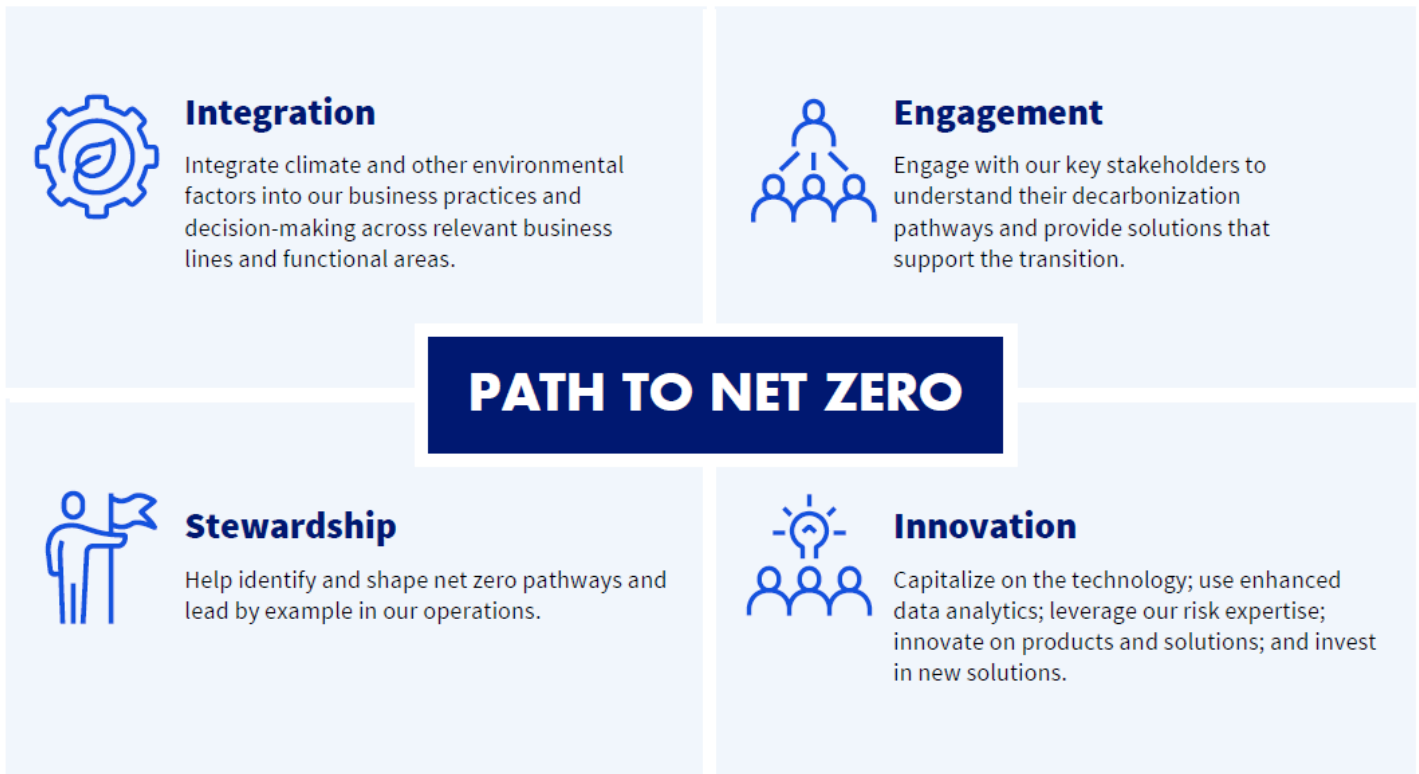 Integration
Integrate climate and other environmental
factors into our business practices and
decision-making across relevant business
lines and functional areas.
Engagement
Engage with our key stakeholders to
understand their decarbonization
pathways and provide solutions that
support the transition.
PATH TO NET ZERO
Stewardship
Help identify and shape net zero pathways and
lead by example in our operations.
Innovation
Capitalize on the technology; use enhanced
data analytics; leverage our risk expertise;
innovate on products and solutions; and invest
in new solutions.